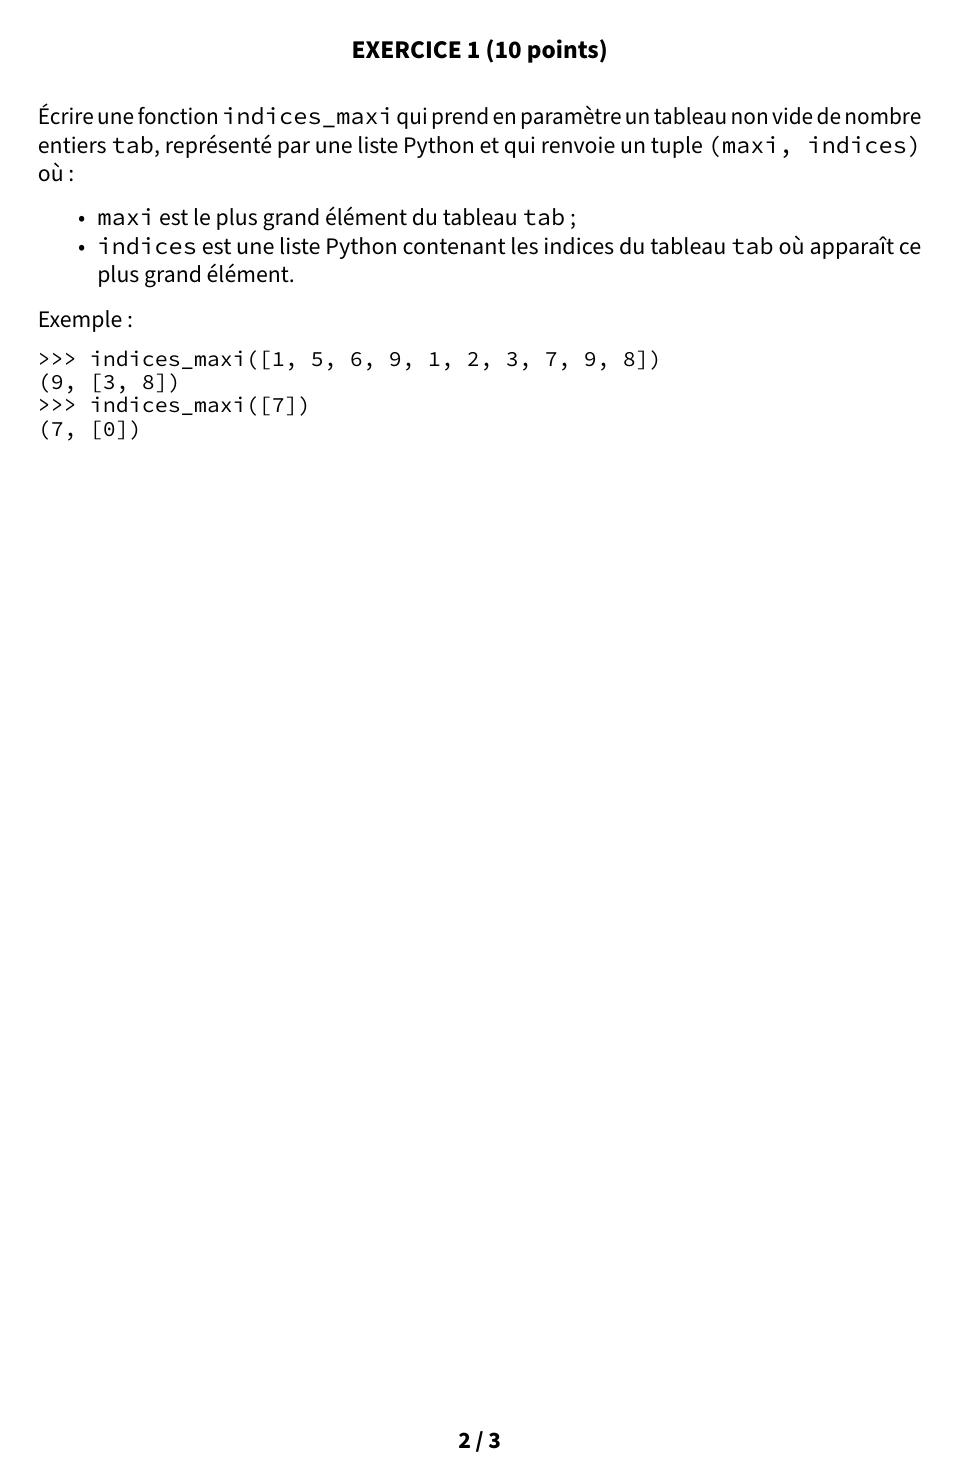 EXERCICE 1 (10 points)
Écrire une fonction indices_maxi qui prend en paramètre un tableau non vide de nombre
entiers tab, représenté par une liste Python et qui renvoie un tuple (maxi, indices)
où :
• maxi est le plus grand élément du tableau tab ;
• indices est une liste Python contenant les indices du tableau tab où apparaît ce
plus grand élément.
Exemple :
>>> indices_maxi([1, 5, 6, 9, 1, 2, 3, 7, 9, 8])
(9, [3, 8])
>>> indices_maxi([7])
(7, [0])
2 / 3